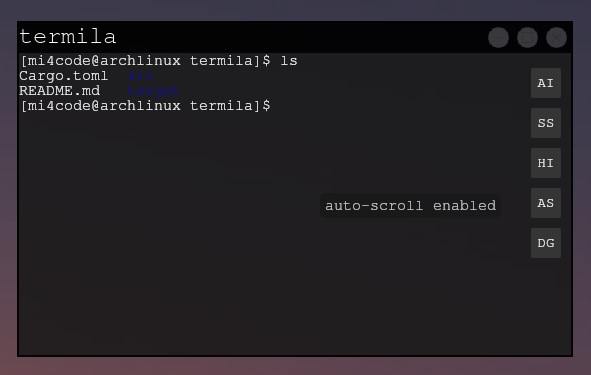 termila
[mi4code@archlinux termila]$ ls
Cargo.toml src
README.md target
[mi4code@archlinux termila]$
AI
SS
HI
auto-scroll enabled
AS
DG